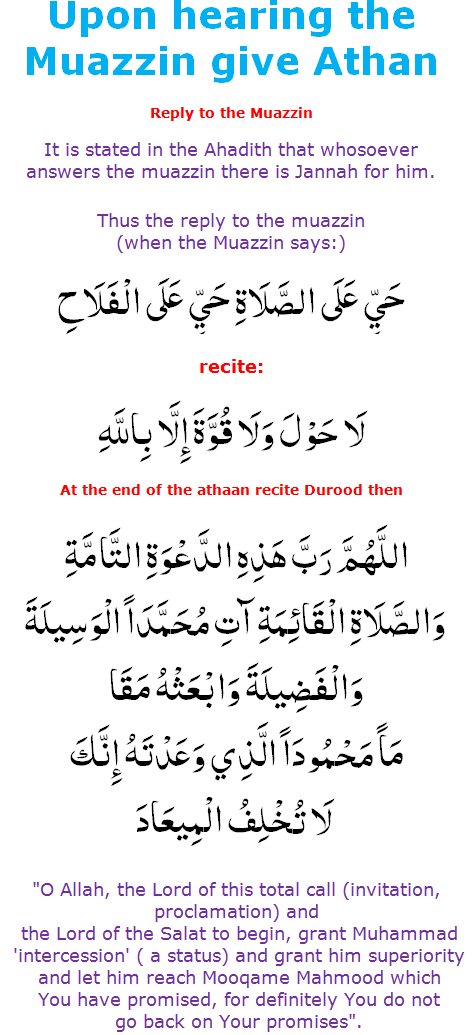 Upon hearing the
Muazzin give Athan
Reply to the Muazzin
It is stated in the Ahadith that whosoever
answers the muazzin there is Jannah for him.
Thus the reply to the muazzin
(when the Muazzin says:)
حَيِّ عَلَى الصَّلَاةِ حَيِّ عَلَى الْفَلَاحِ
recite:
لَا حَوْلَ وَلَا قُوَّةَ إِلَّا بِاللَّهِ
At the end of the athaan recite Durood then
اللَّهُمَّ رَبَّ هَذِهِ الدَّعْوَةِ التَّامَّةِ
وَالصَّلَاةِ الْقَائِمَةِ آتِ مُحَمَّدَاً الْوَسِيلَةَ
وَالْفَضِيلَةَ وَابْعَثْهُ مَقَا
مَاً مَحْمُودَاً الَّذِي وَعَدْتَهُ إِنَّكَ
لَا تُخْلِفُ الْمِيعَادَ
"O Allah, the Lord of this total call (invitation,
proclamation) and
the Lord of the Salat to begin, grant Muhammad
'intercession' ( a status) and grant him superiority
and let him reach Mooqame Mahmood which
You have promised, for definitely You do not
go back on Your promises".